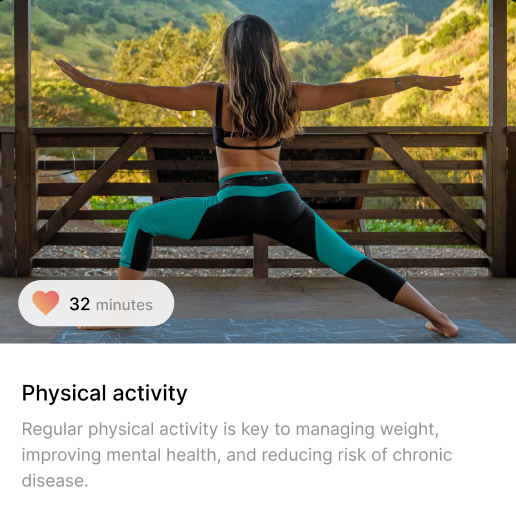 32 minutes
Physical activity
Regular physical activity is key to managing weight,
improving mental health, and reducing risk of chronic
disease.